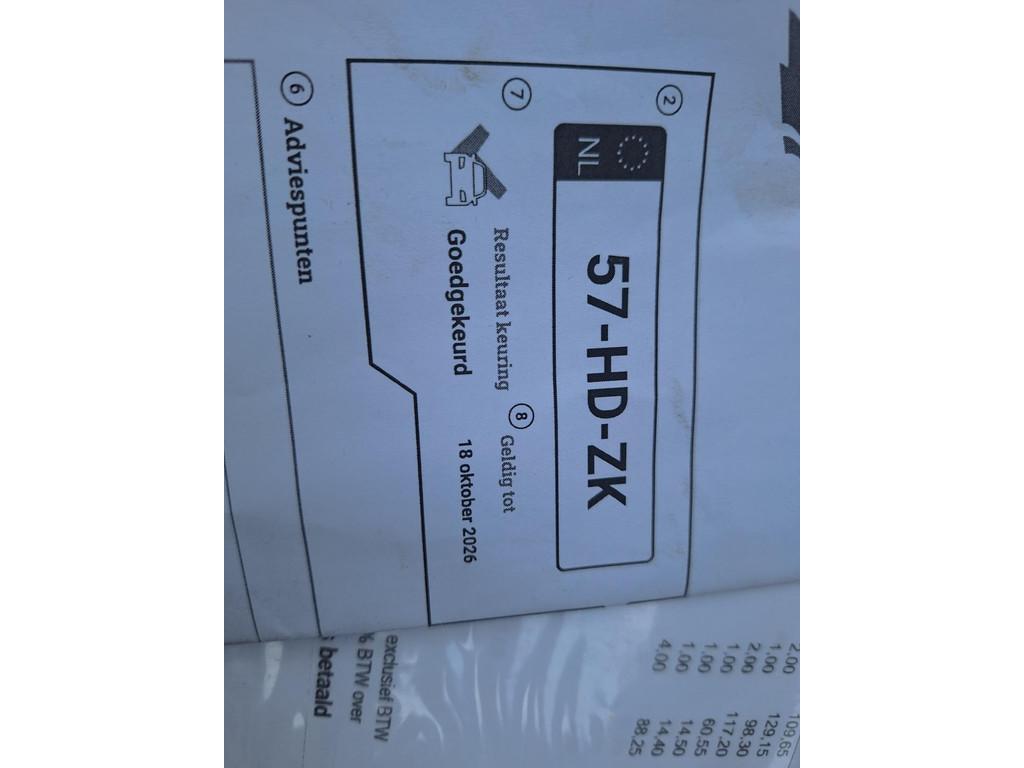 2
NL 57-HD-ZK
7 Resultaat keuring
Goedgekeurd
8 Geldig tot
18 oktober 2026
6 Adviespunten
2.00 109.65
1.00 129.15
2.00 98.30
1.00 117.20
1.00 60.55
1.00 14.50
4.00 14.40
88.25
exclusief BTW
% BTW over
betaald